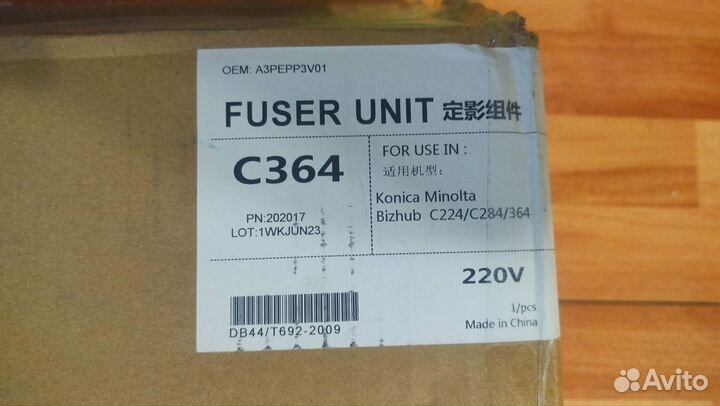 OEM: A3PEPP3V01
FUSER UNIT 定影组件
C364
PN:202017
LOT:1WKJUN23
FOR USE IN :
适用机型:
Konica Minolta
Bizhub C224/C284/364
220V
1/pcs
Made in China
DB44/T692-2009
Avito